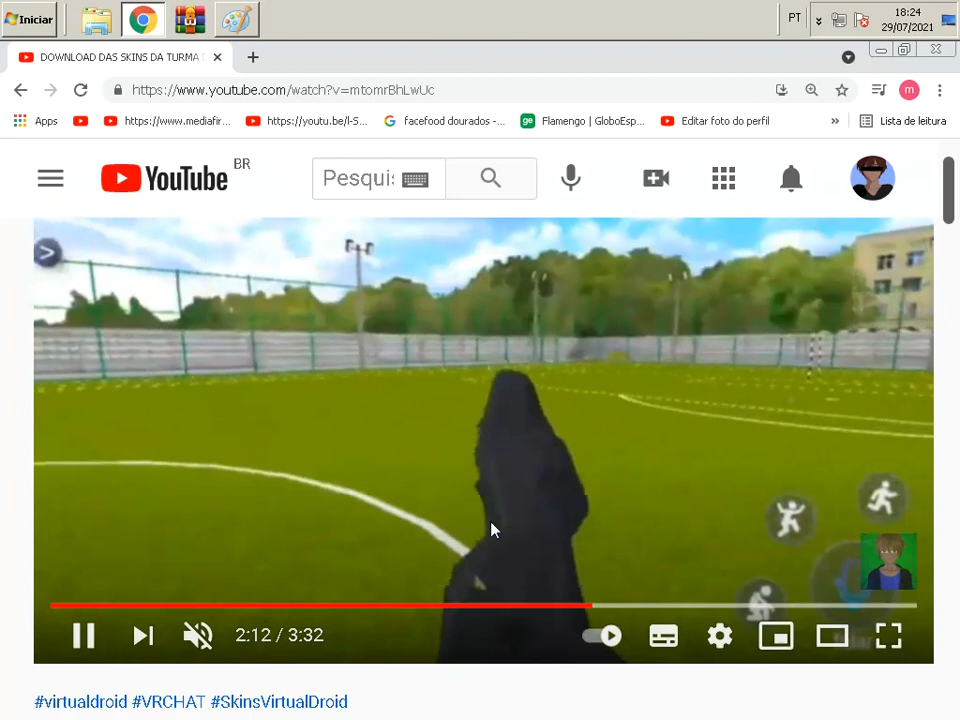 Iniciar
PT
18:24
29/07/2021
DOWNLOAD DAS SKINS DA TURMA
https://www.youtube.com/watch?v=mtomrBhLwUc
m
Apps
https://www.mediafir...
https://youtu.be/l-S...
facefood dourados -...
ge
Flamengo | GloboEsp...
Editar foto do perfil
»
Lista de leitura
YouTube
BR
Pesqui
2:12 / 3:32
#virtualdroid #VRCHAT #SkinsVirtualDroid